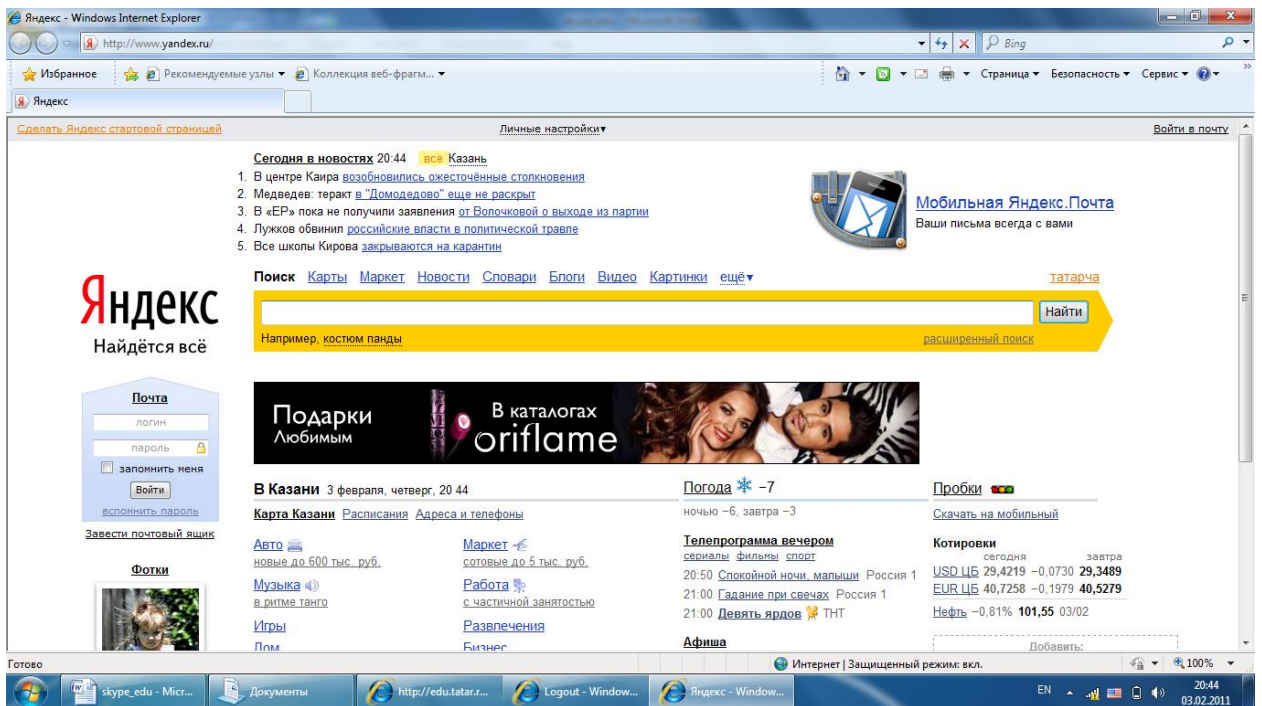 Яндекс - Windows Internet Explorer
http://www.yandex.ru/
Bing
Избранное Рекомендуемые узлы Коллекция веб-фрагм... Страница Безопасность Сервис
Яндекс
Сделать Яндекс стартовой страницей Личные настройки Войти в почту
Сегодня в новостях 20:44 все Казань
1. В центре Каира возобновились ожесточённые столкновения
2. Медведев: теракт в "Домодедово" еще не раскрыт
3. В «ЕР» пока не получили заявления от Волочковой о выходе из партии
4. Лужков обвинил российские власти в политической травле
5. Все школы Кирова закрываются на карантин
Мобильная Яндекс.Почта
Ваши письма всегда с вами
Поиск Карты Маркет Новости Словари Блоги Видео Картинки ещё татарча
Яндекс
Найдётся всё
Найти
Например, костюм панды расширенный поиск
Подарки
Любимым
В каталогах
oriflame
Почта
логин
пароль
запомнить меня
Войти
вспомнить пароль
Завести почтовый ящик
Фотки
В Казани 3 февраля, четверг, 20 44
Карта Казани Расписания Адреса и телефоны
Авто
новые до 600 тыс. руб.
Музыка
в ритме танго
Игры
Дом
Маркет
сотовые до 5 тыс. руб.
Работа
с частичной занятостью
Развлечения
Бизнес
Погода −7
ночью −6, завтра −3
Телепрограмма вечером
сериалы фильмы спорт
20:50 Спокойной ночи, малыши Россия 1
21:00 Гадание при свечах Россия 1
21:00 Девять ярдов ТНТ
Афиша
Пробки
Скачать на мобильный
Котировки
сегодня завтра
USD ЦБ 29,4219 −0,0730 29,3489
EUR ЦБ 40,7258 −0,1979 40,5279
Нефть −0,81% 101,55 03/02
Добавить:
Готово Интернет | Защищенный режим: вкл. 100%
skype_edu - Micr... Документы http://edu.tatar.r... Logout - Window... Яндекс - Window... EN 20:44
03.02.2011